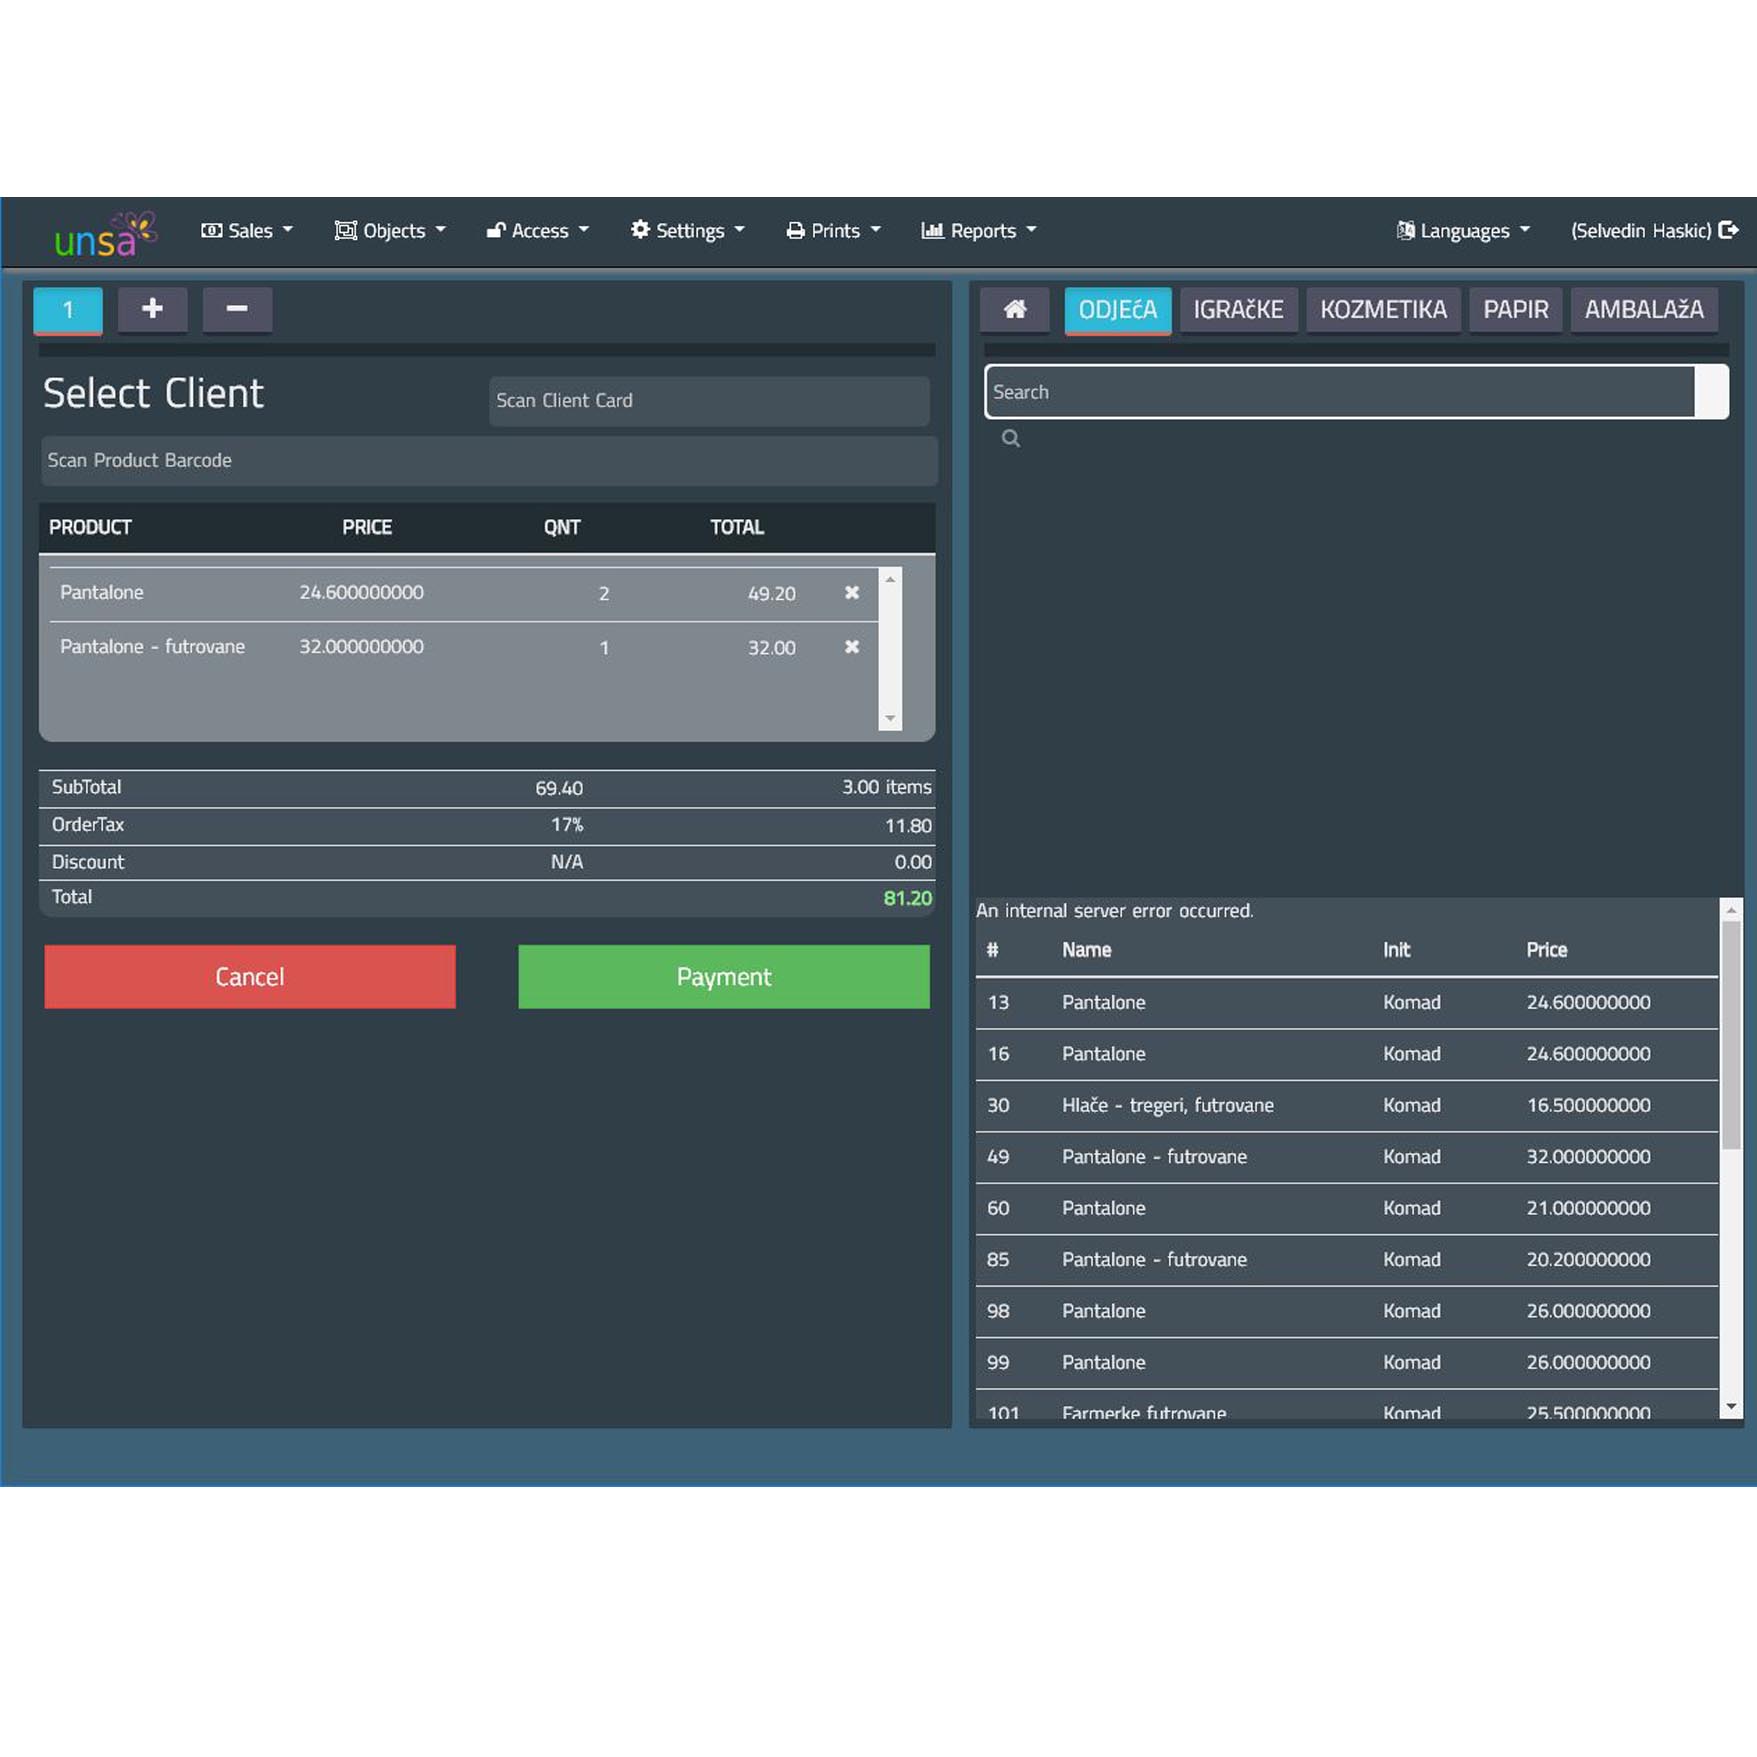 unsa Sales Objects Access Settings Prints Reports Languages (Selvedin Haskic)
1 + −
Select Client Scan Client Card
Scan Product Barcode
PRODUCT PRICE QNT TOTAL
Pantalone 24.600000000 2 49.20
Pantalone - futrovane 32.000000000 1 32.00
SubTotal 69.40 3.00 items
OrderTax 17% 11.80
Discount N/A 0.00
Total 81.20
Cancel Payment
ODJEćA IGRAčKE KOZMETIKA PAPIR AMBALAžA
Search
An internal server error occurred.
# Name Init Price
13 Pantalone Komad 24.600000000
16 Pantalone Komad 24.600000000
30 Hlače - tregeri, futrovane Komad 16.500000000
49 Pantalone - futrovane Komad 32.000000000
60 Pantalone Komad 21.000000000
85 Pantalone - futrovane Komad 20.200000000
98 Pantalone Komad 26.000000000
99 Pantalone Komad 26.000000000
101 Farmerke futrovane Komad 25.500000000